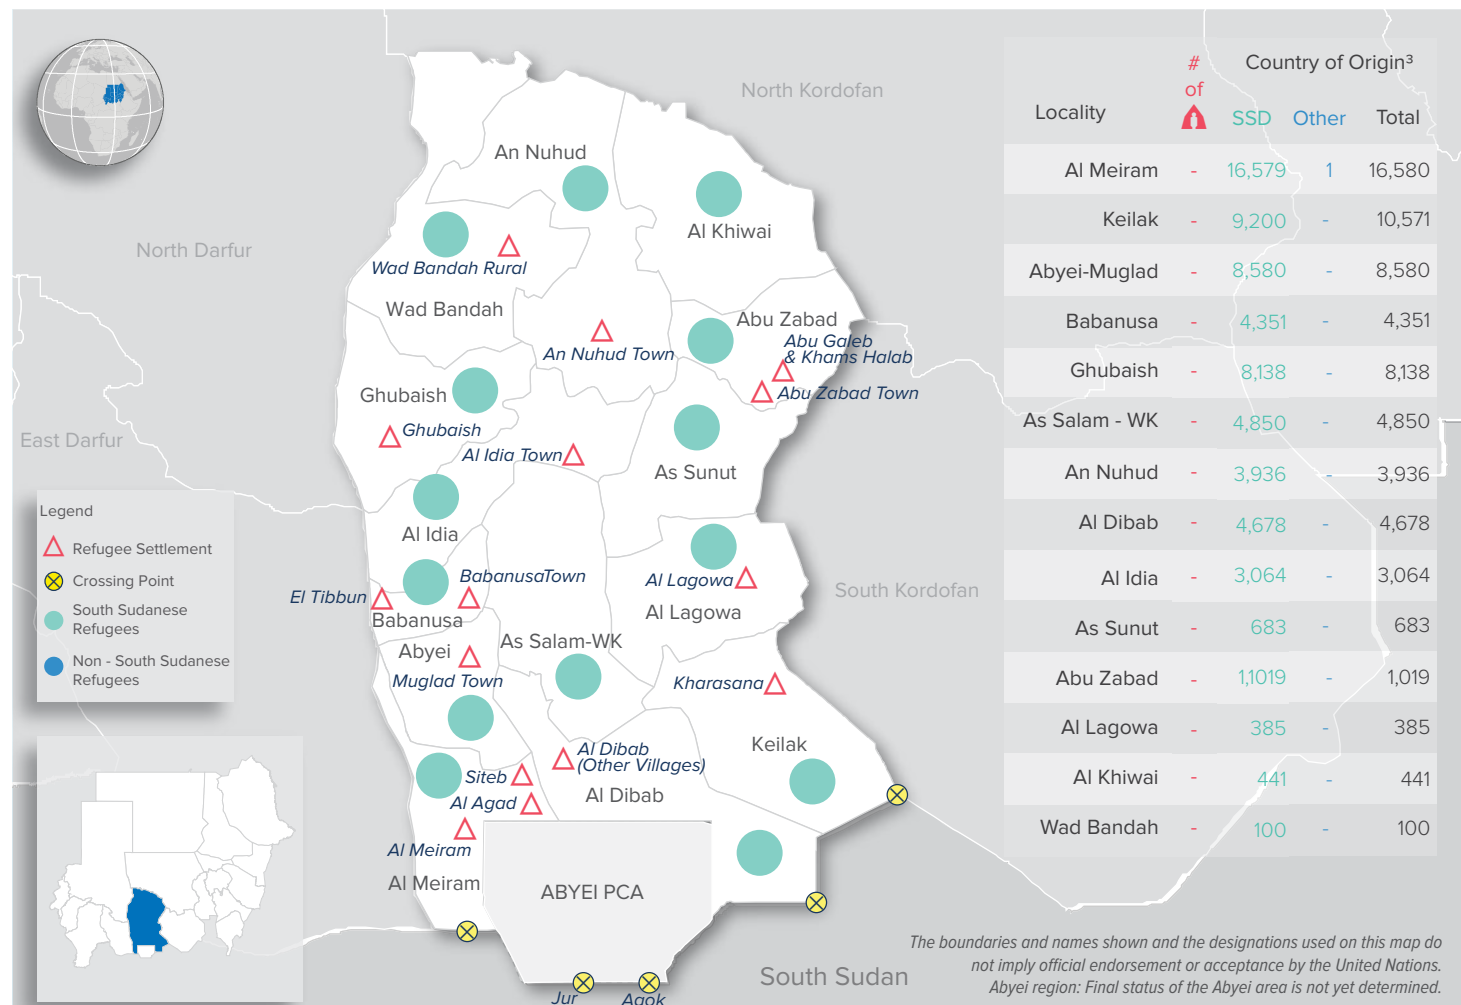 North Kordofan
An Nuhud
Al Khiwai
North Darfur
Wad Bandah Rural
Wad Bandah
Abu Zabad
An Nuhud Town
Abu Galeb
& Khams Halab
Abu Zabad Town
Ghubaish
Ghubaish
East Darfur
Al Idia Town
As Sunut
Al Idia
Al Lagowa
Al Lagowa
South Kordofan
El Tibbun
BabanusaTown
Babanusa
As Salam-WK
Abyei
Muglad Town
Kharasana
Keilak
Al Dibab
(Other Villages)
Siteb
Al Agad
Al Dibab
Al Meiram
Al Meiram
ABYEI PCA
Jur
Agok
South Sudan
Legend
Refugee Settlement
Crossing Point
South Sudanese
Refugees
Non - South Sudanese
Refugees
# of Country of Origin³
Locality SSD Other Total
Al Meiram - 16,579 1 16,580
Keilak - 9,200 - 10,571
Abyei-Muglad - 8,580 - 8,580
Babanusa - 4,351 - 4,351
Ghubaish - 8,138 - 8,138
As Salam - WK - 4,850 - 4,850
An Nuhud - 3,936 - 3,936
Al Dibab - 4,678 - 4,678
Al Idia - 3,064 - 3,064
As Sunut - 683 - 683
Abu Zabad - 1,1019 - 1,019
Al Lagowa - 385 - 385
Al Khiwai - 441 - 441
Wad Bandah - 100 - 100
The boundaries and names shown and the designations used on this map do
not imply official endorsement or acceptance by the United Nations.
Abyei region: Final status of the Abyei area is not yet determined.